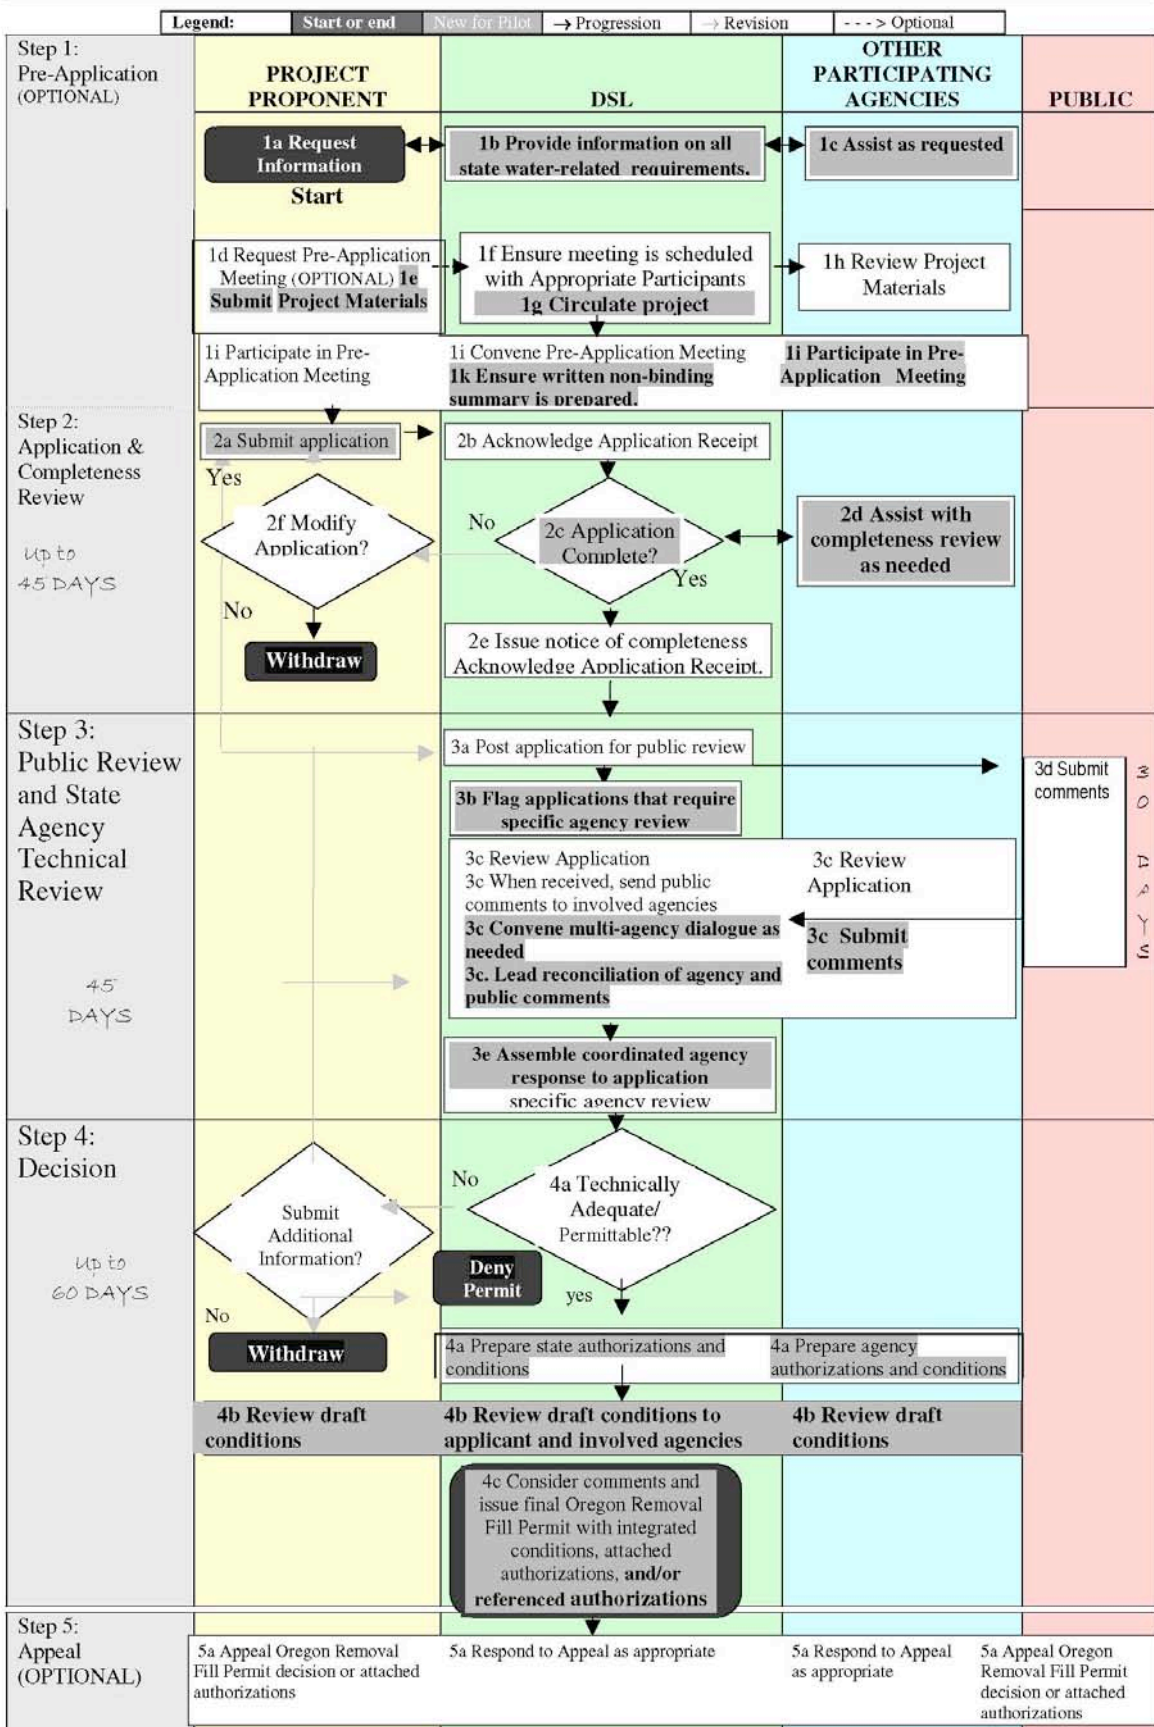 Legend: Start or end New for Pilot → Progression → Revision - - - > Optional
Step 1:
Pre-Application
(OPTIONAL)
PROJECT
PROPONENT
DSL
OTHER
PARTICIPATING
AGENCIES
PUBLIC
1a Request
Information
Start
1b Provide information on all
state water-related requirements.
1c Assist as requested
1d Request Pre-Application
Meeting (OPTIONAL) 1e
Submit Project Materials
1f Ensure meeting is scheduled
with Appropriate Participants
1g Circulate project
1h Review Project
Materials
1i Participate in Pre-
Application Meeting
1i Convene Pre-Application Meeting
1k Ensure written non-binding
summary is prepared.
1i Participate in Pre-
Application Meeting
Step 2:
Application &
Completeness
Review
Up to
45 DAYS
2a Submit application
2b Acknowledge Application Receipt
Yes
2f Modify
Application?
No
2c Application
Complete?
Yes
2d Assist with
completeness review
as needed
No
Withdraw
2e Issue notice of completeness
Acknowledge Application Receipt.
Step 3:
Public Review
and State
Agency
Technical
Review
45
DAYS
3a Post application for public review
3b Flag applications that require
specific agency review
3c Review Application
3c When received, send public
comments to involved agencies
3c Convene multi-agency dialogue as
needed
3c. Lead reconciliation of agency and
public comments
3c Review
Application
3c Submit
comments
3d Submit
comments
30 DAYS
3e Assemble coordinated agency
response to application
specific agency review
Step 4:
Decision
Up to
60 DAYS
Submit
Additional
Information?
No
4a Technically
Adequate/
Permittable??
Deny
Permit
yes
No
Withdraw
4a Prepare state authorizations and
conditions
4a Prepare agency
authorizations and conditions
4b Review draft
conditions
4b Review draft conditions to
applicant and involved agencies
4b Review draft
conditions
4c Consider comments and
issue final Oregon Removal
Fill Permit with integrated
conditions, attached
authorizations, and/or
referenced authorizations
Step 5:
Appeal
(OPTIONAL)
5a Appeal Oregon Removal
Fill Permit decision or attached
authorizations
5a Respond to Appeal as appropriate
5a Respond to Appeal
as appropriate
5a Appeal Oregon
Removal Fill Permit
decision or attached
authorizations